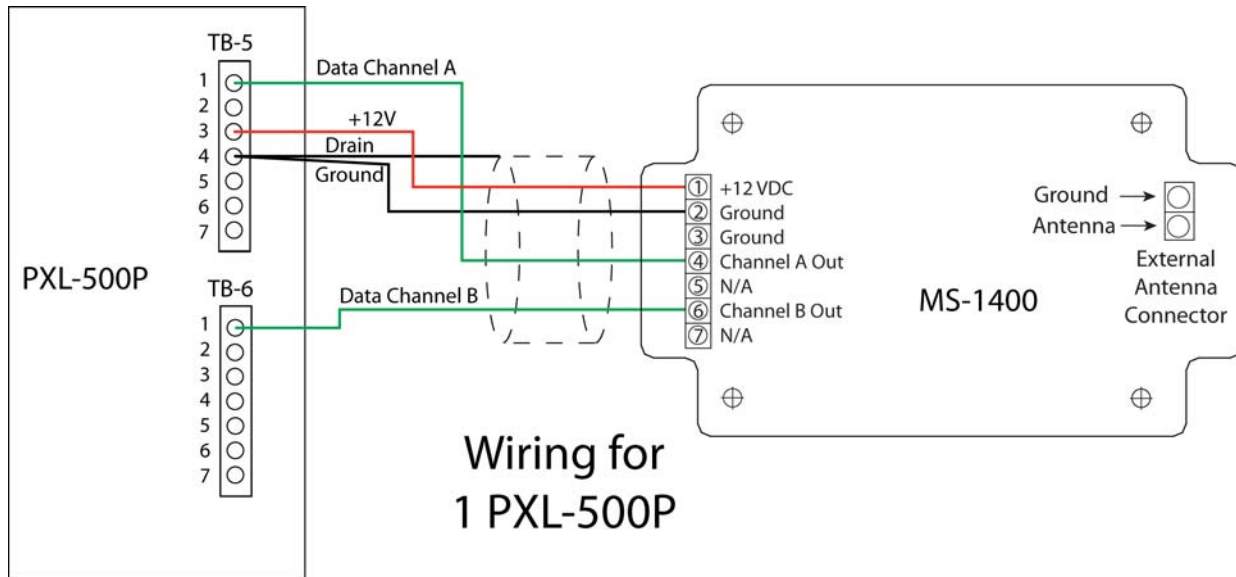 PXL-500P
TB-5
1
2
3
4
5
6
7
TB-6
1
2
3
4
5
6
7
Data Channel A
+12V
Drain
Ground
Data Channel B
① +12 VDC
② Ground
③ Ground
④ Channel A Out
⑤ N/A
⑥ Channel B Out
⑦ N/A
MS-1400
Ground
Antenna
External
Antenna
Connector
Wiring for
1 PXL-500P